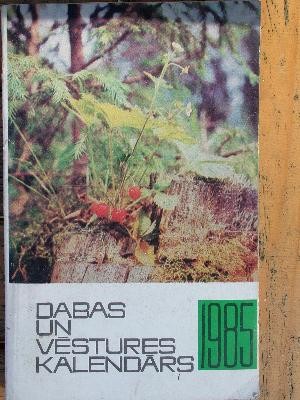 DABAS
UN
VĒSTURES
KALENDĀRS
1985